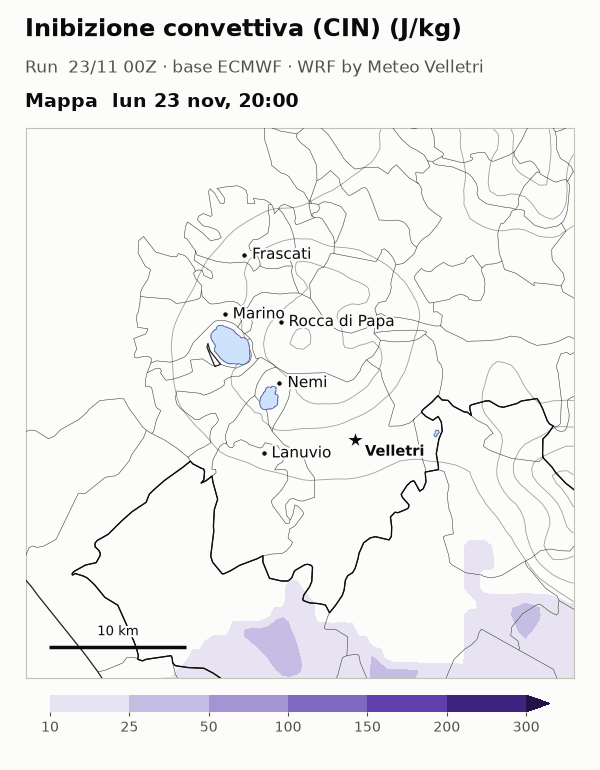 Inibizione convettiva (CIN) (J/kg)
Run  23/11 00Z · base ECMWF · WRF by Meteo Velletri
Mappa  lun 23 nov, 20:00
Frascati
Marino
Rocca di Papa
Nemi
Velletri
Lanuvio
10 km
10 25 50 100 150 200 300